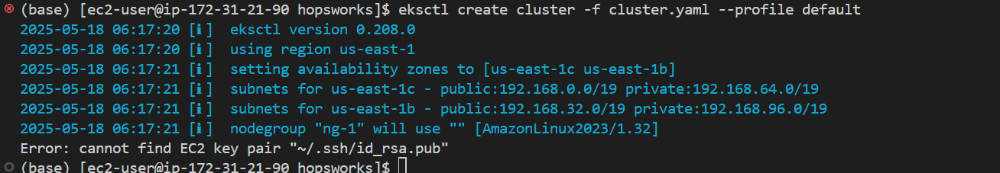 (base) [ec2-user@ip-172-31-21-90 hopsworks]$ eksctl create cluster -f cluster.yaml --profile default
2025-05-18 06:17:20 [ℹ]  eksctl version 0.208.0
2025-05-18 06:17:20 [ℹ]  using region us-east-1
2025-05-18 06:17:21 [ℹ]  setting availability zones to [us-east-1c us-east-1b]
2025-05-18 06:17:21 [ℹ]  subnets for us-east-1c - public:192.168.0.0/19 private:192.168.64.0/19
2025-05-18 06:17:21 [ℹ]  subnets for us-east-1b - public:192.168.32.0/19 private:192.168.96.0/19
2025-05-18 06:17:21 [ℹ]  nodegroup "ng-1" will use "" [AmazonLinux2023/1.32]
Error: cannot find EC2 key pair "~/.ssh/id_rsa.pub"
(base) [ec2-user@ip-172-31-21-90 hopsworks]$